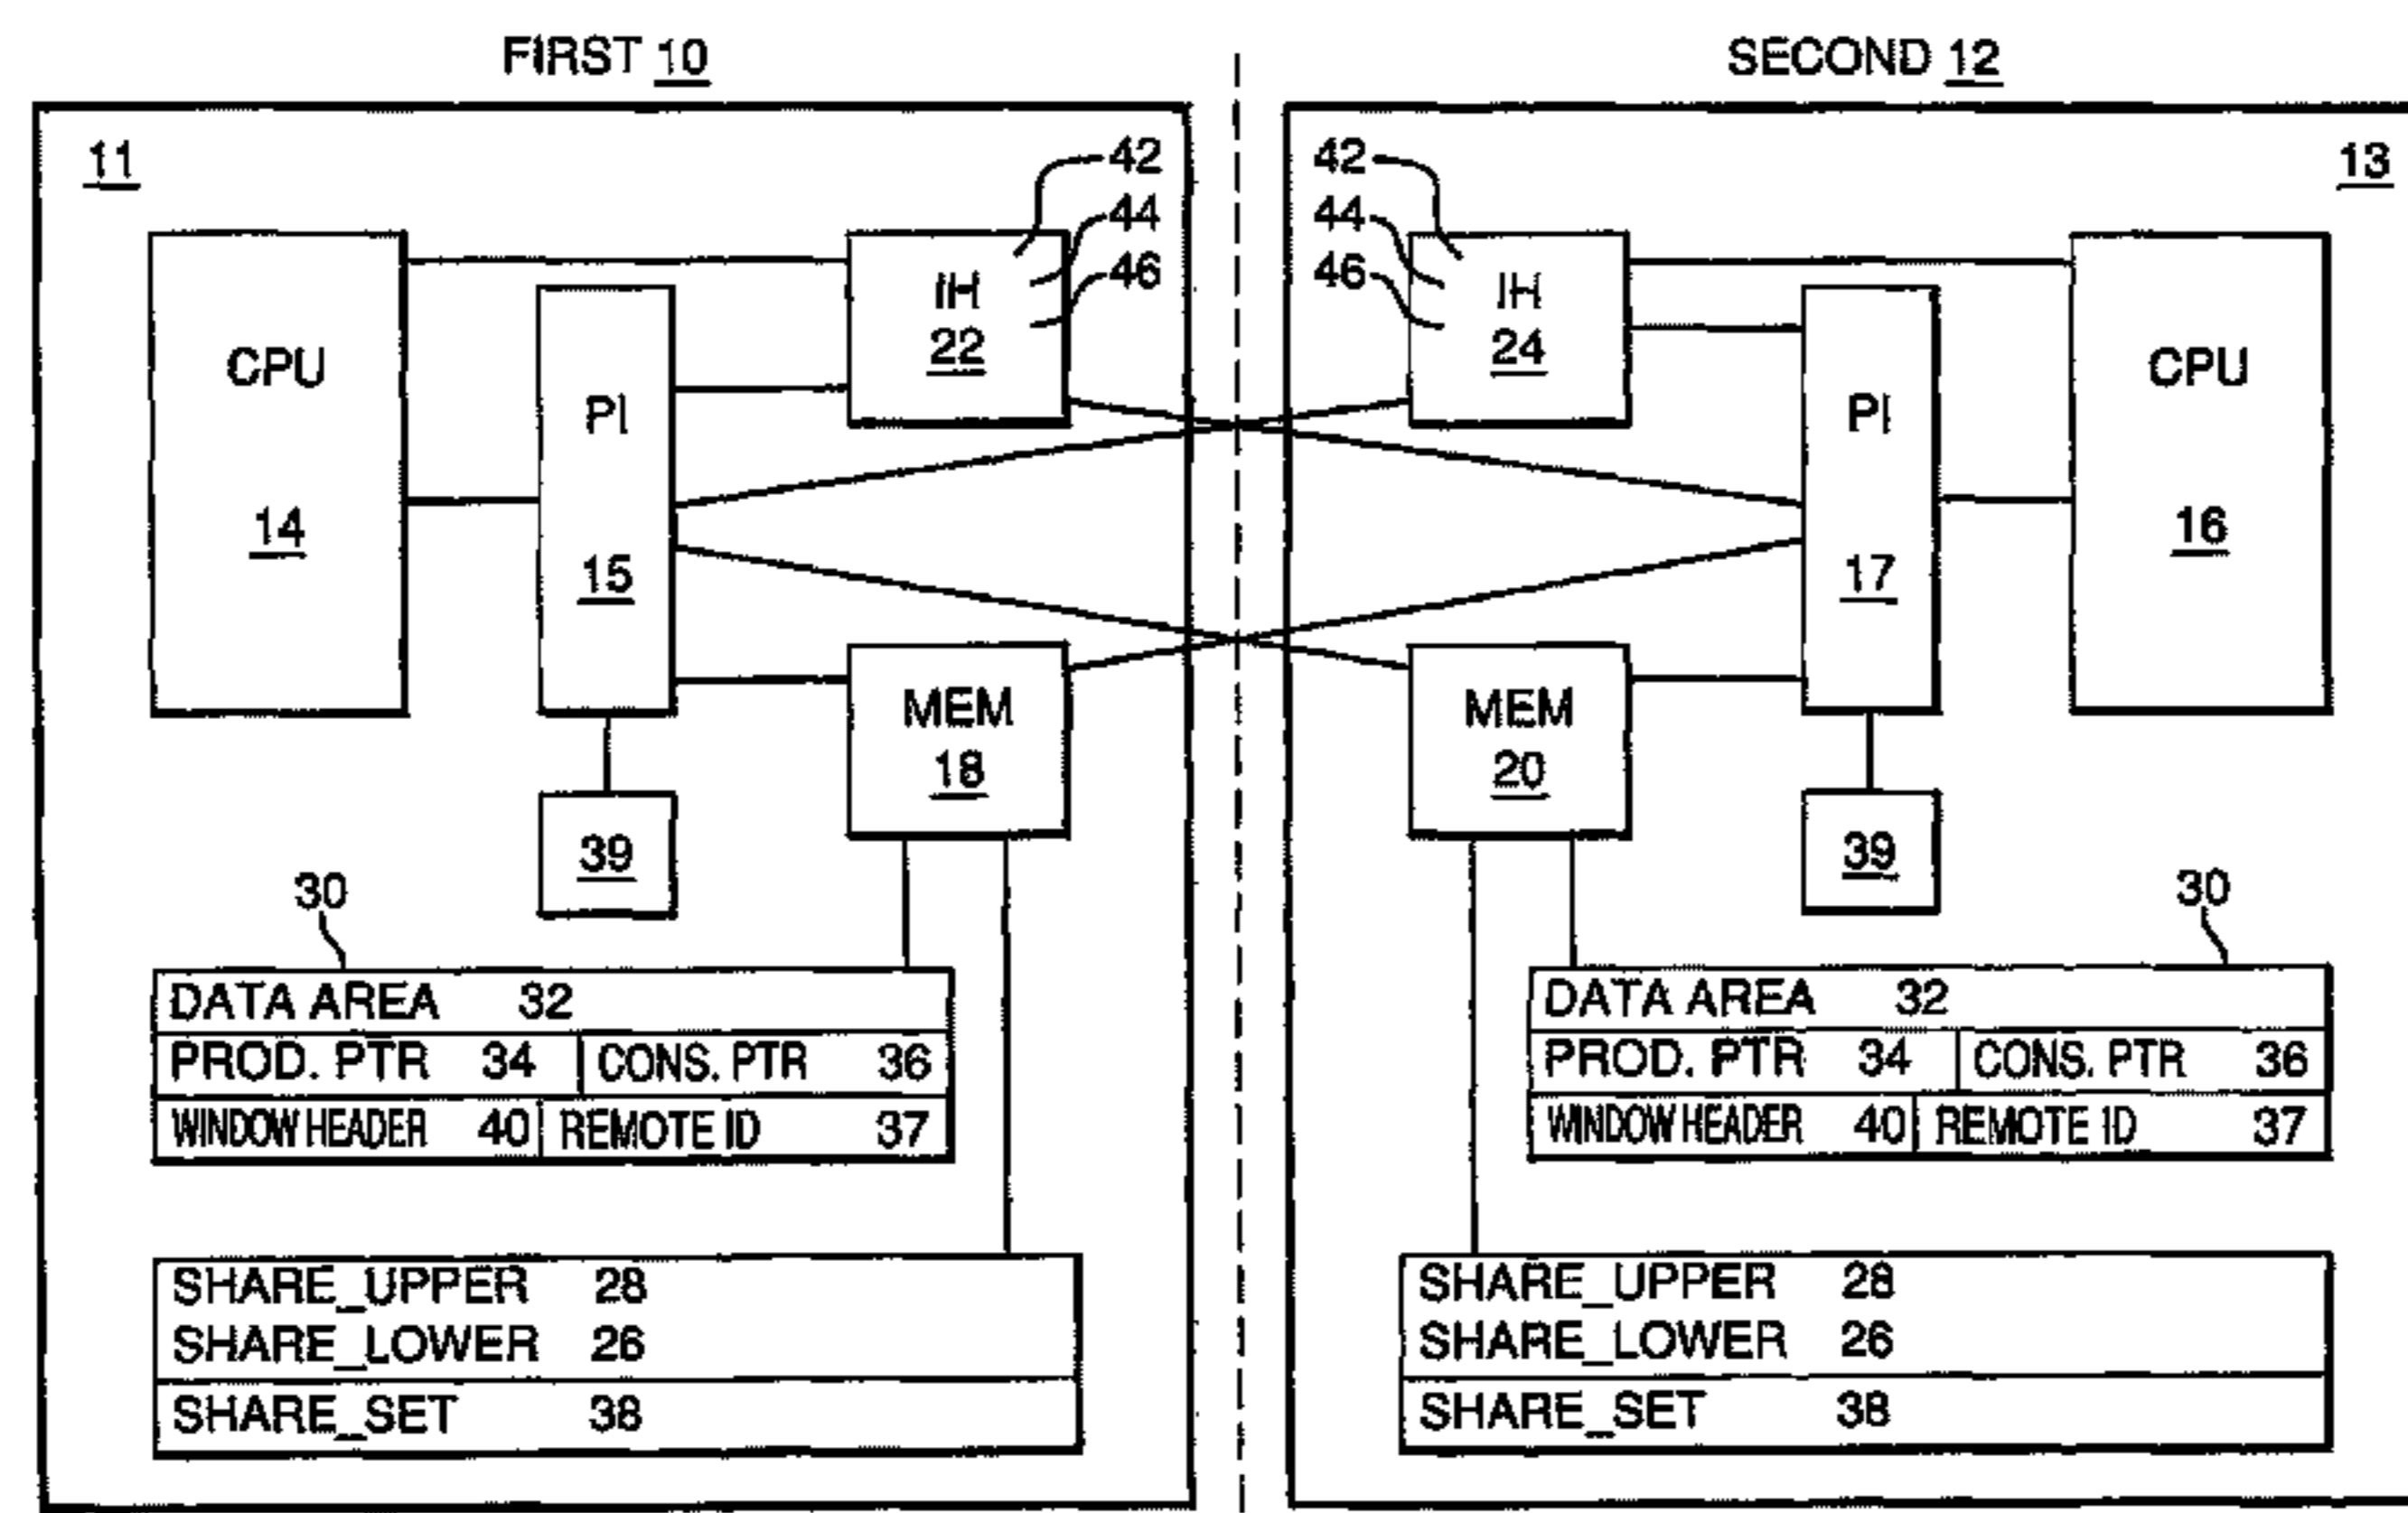 FIRST 10
SECOND 12
11
42
44
46
IH
22
CPU
14
PI
15
MEM
18
39
30
DATA AREA 32
PROD. PTR 34 CONS. PTR 36
WINDOW HEADER 40 REMOTE ID 37
SHARE_UPPER 28
SHARE_LOWER 26
SHARE_SET 38
13
42
44
46
IH
24
CPU
16
PI
17
MEM
20
39
30
DATA AREA 32
PROD. PTR 34 CONS. PTR 36
WINDOW HEADER 40 REMOTE ID 37
SHARE_UPPER 28
SHARE_LOWER 26
SHARE_SET 38